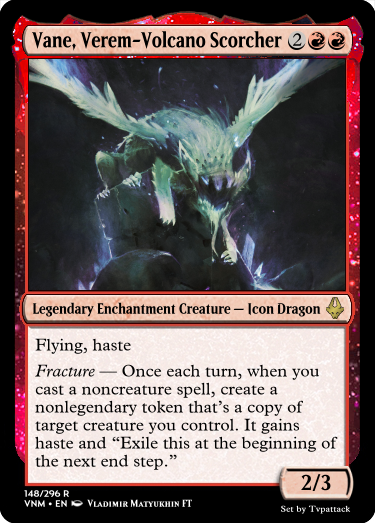 Vane, Verem-Volcano Scorcher 2
Legendary Enchantment Creature — Icon Dragon
Flying, haste
Fracture — Once each turn, when you
cast a noncreature spell, create a
nonlegendary token that's a copy of
target creature you control. It gains
haste and “Exile this at the beginning of
the next end step.”
2/3
148/296 R
VNM • EN Vladimir Matyukhin FT
Set by Tvpattack